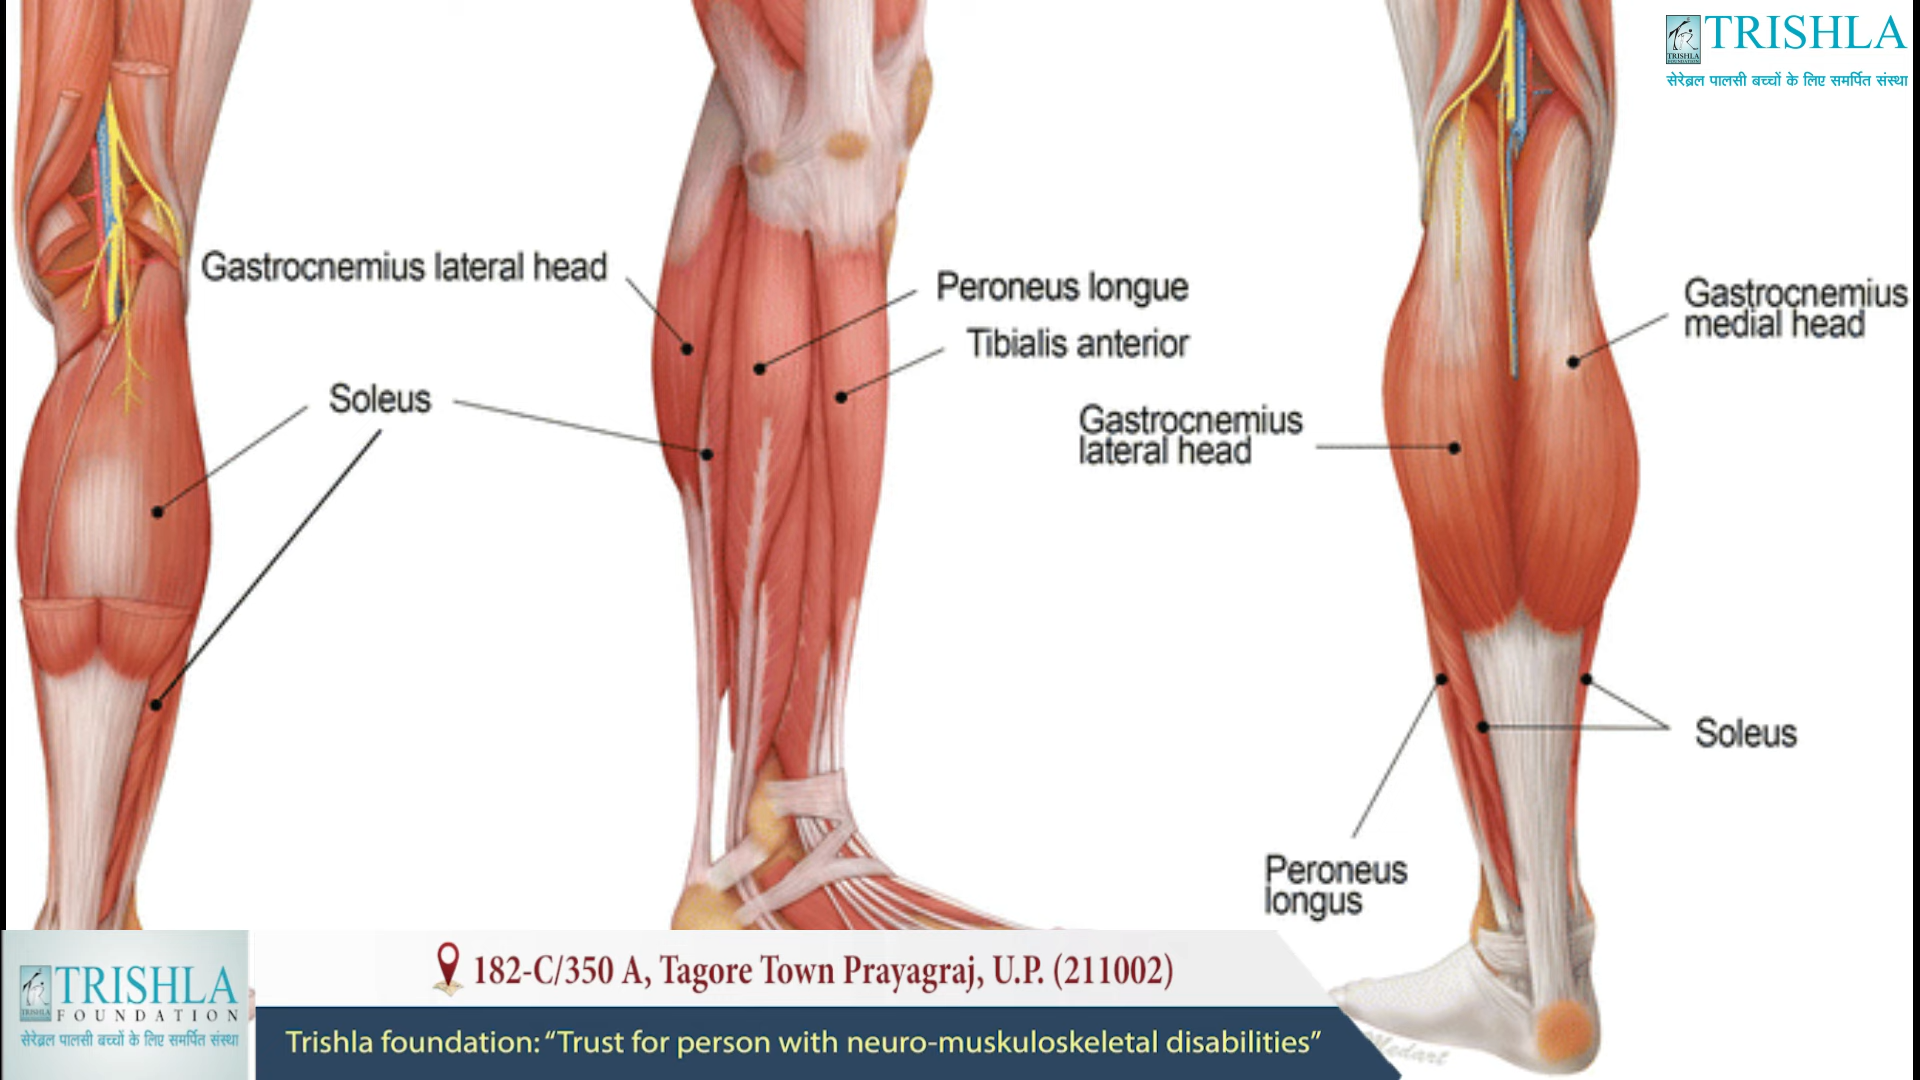 TRISHLA
TRISHLA
सेरेब्रल पालसी बच्चों के लिए समर्पित संस्था
Gastrocnemius lateral head
Soleus
Peroneus longue
Tibialis anterior
Gastrocnemius
medial head
Gastrocnemius
lateral head
Soleus
Peroneus
longus
182-C/350 A, Tagore Town Prayagraj, U.P. (211002)
TRISHLA
FOUNDATION
सेरेब्रल पालसी बच्चों के लिए समर्पित संस्था
Trishla foundation: “Trust for person with neuro-muskuloskeletal disabilities”
Medart